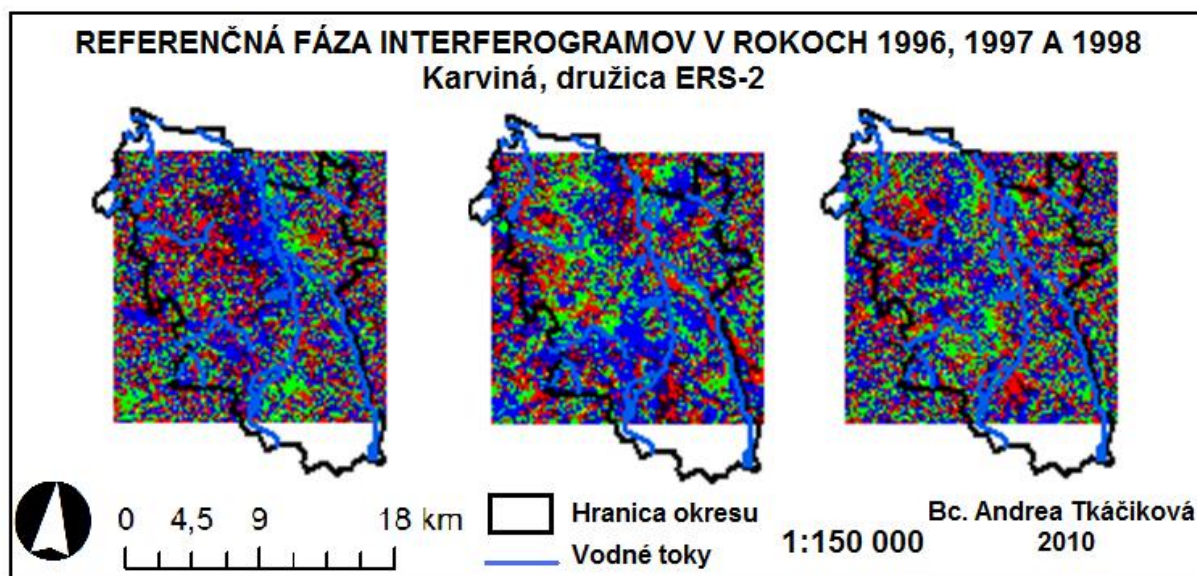 REFERENČNÁ FÁZA INTERFEROGRAMOV V ROKOCH 1996, 1997 A 1998
Karviná, družica ERS-2
0 4,5 9 18 km
Hranica okresu
Vodné toky
1:150 000
Bc. Andrea Tkáčiková
2010